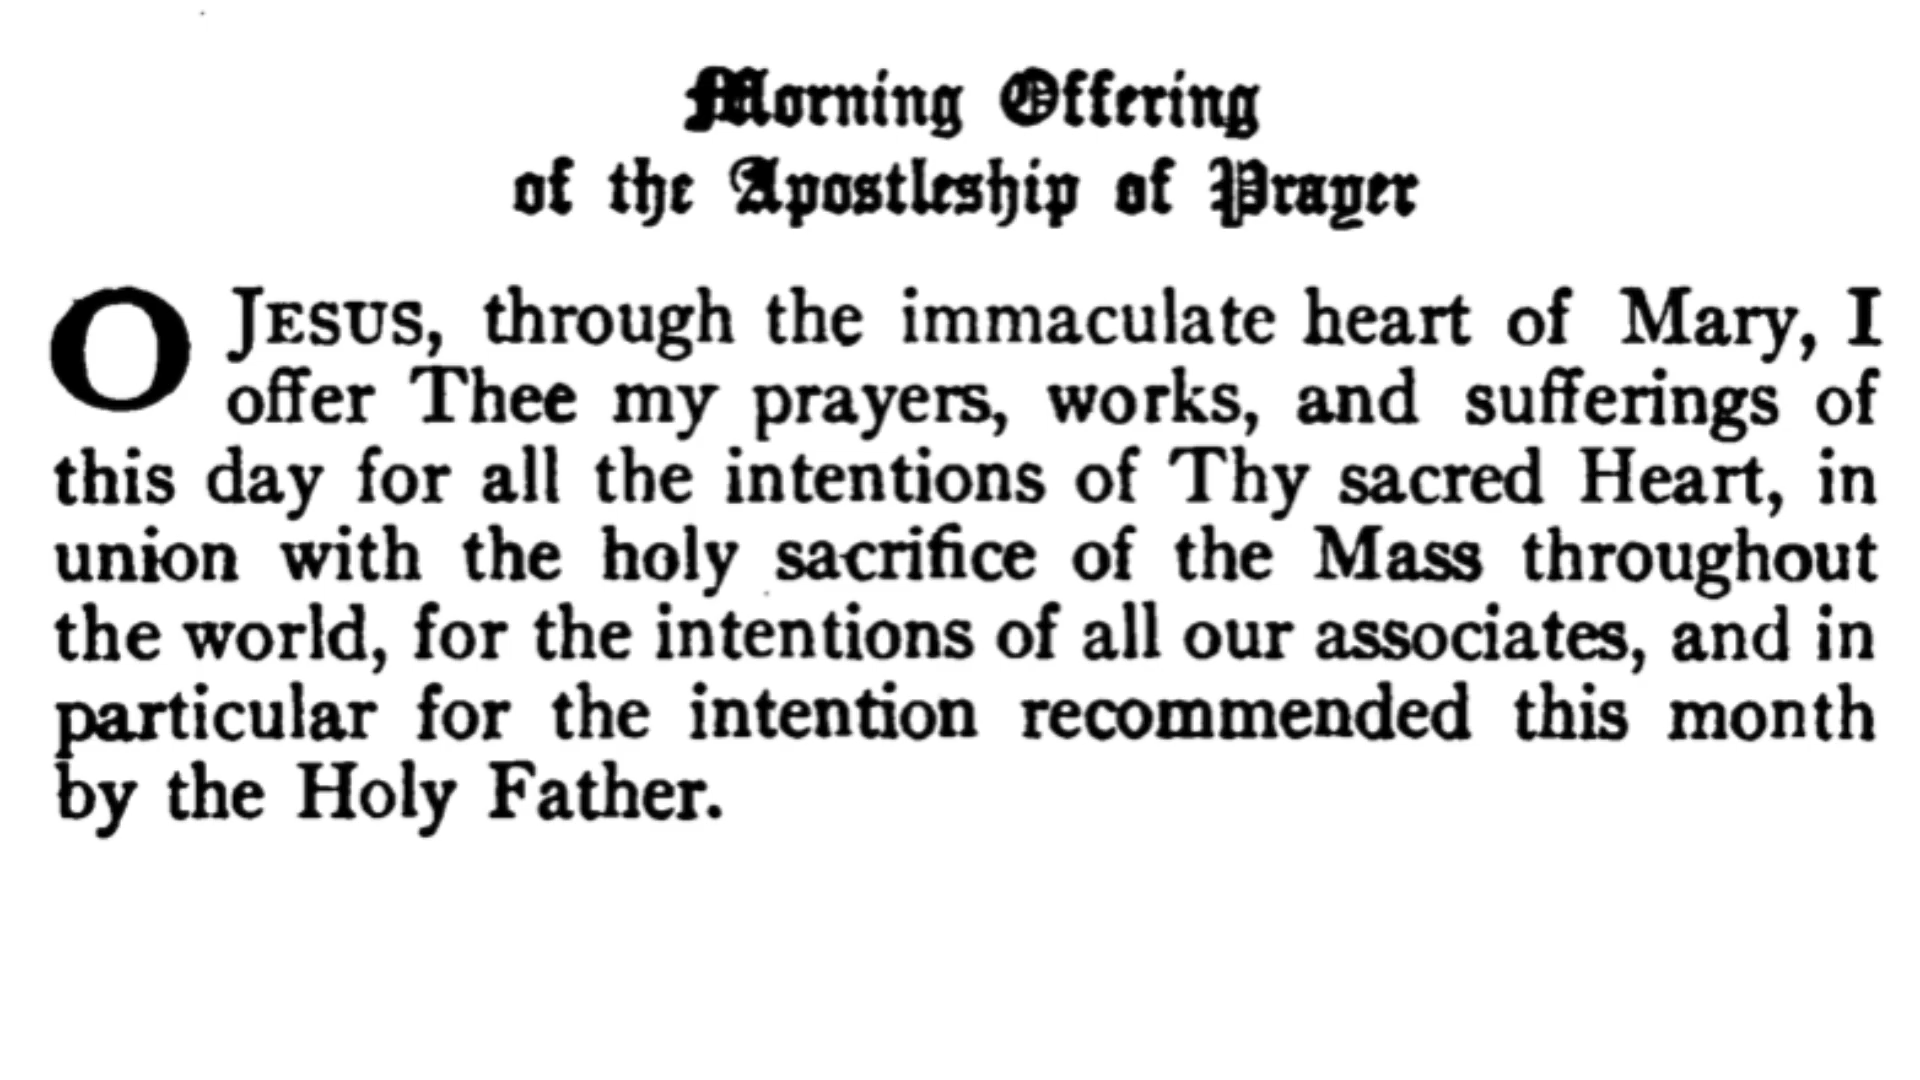 Morning Offering
of the Apostleship of Prayer
O JESUS, through the immaculate heart of Mary, I
offer Thee my prayers, works, and sufferings of
this day for all the intentions of Thy sacred Heart, in
union with the holy sacrifice of the Mass throughout
the world, for the intentions of all our associates, and in
particular for the intention recommended this month
by the Holy Father.